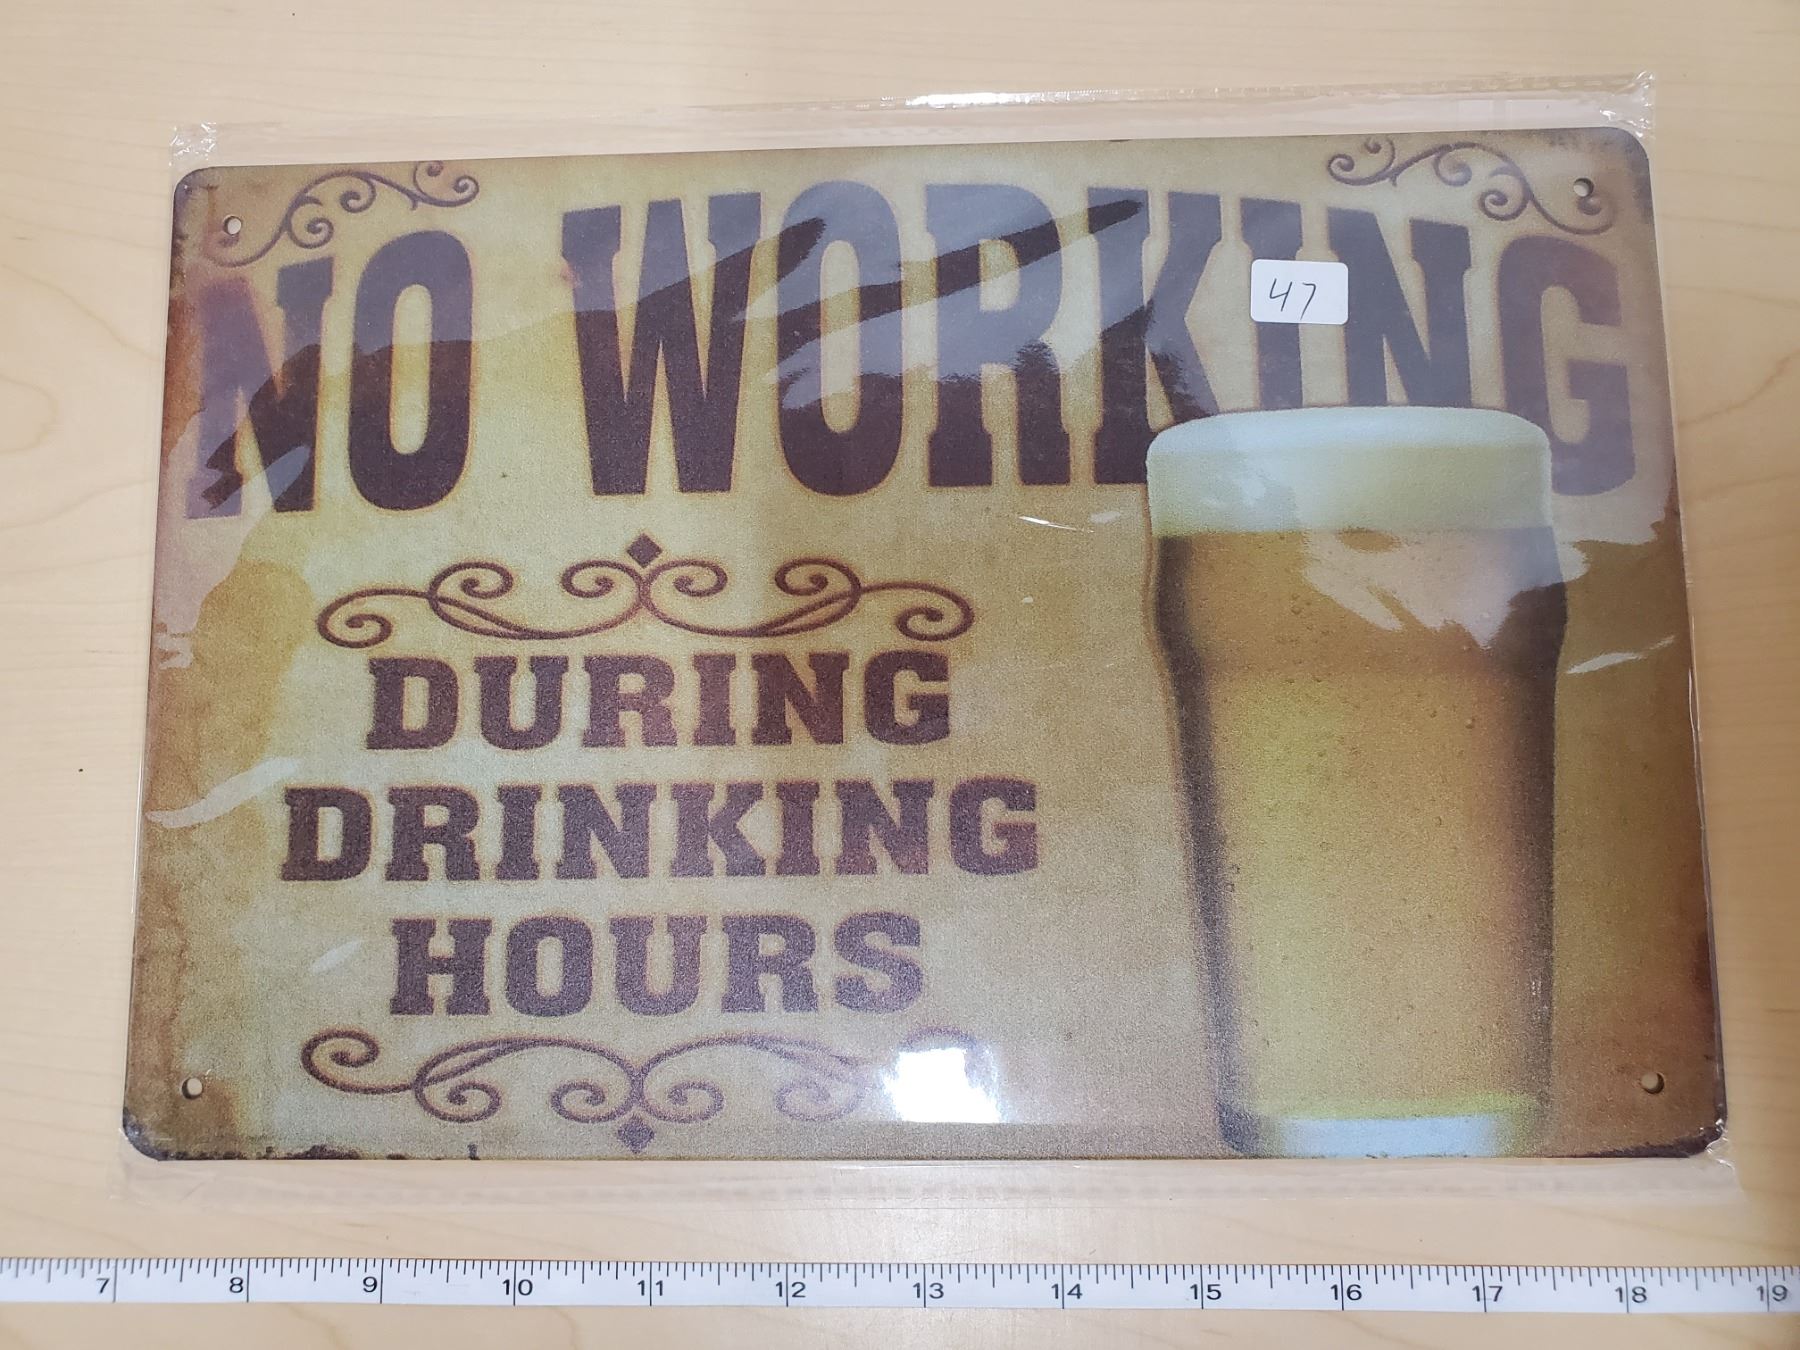 NO WORKING
47
DURING
DRINKING
HOURS
7 8 9 10 11 12 13 14 15 16 17 18 19